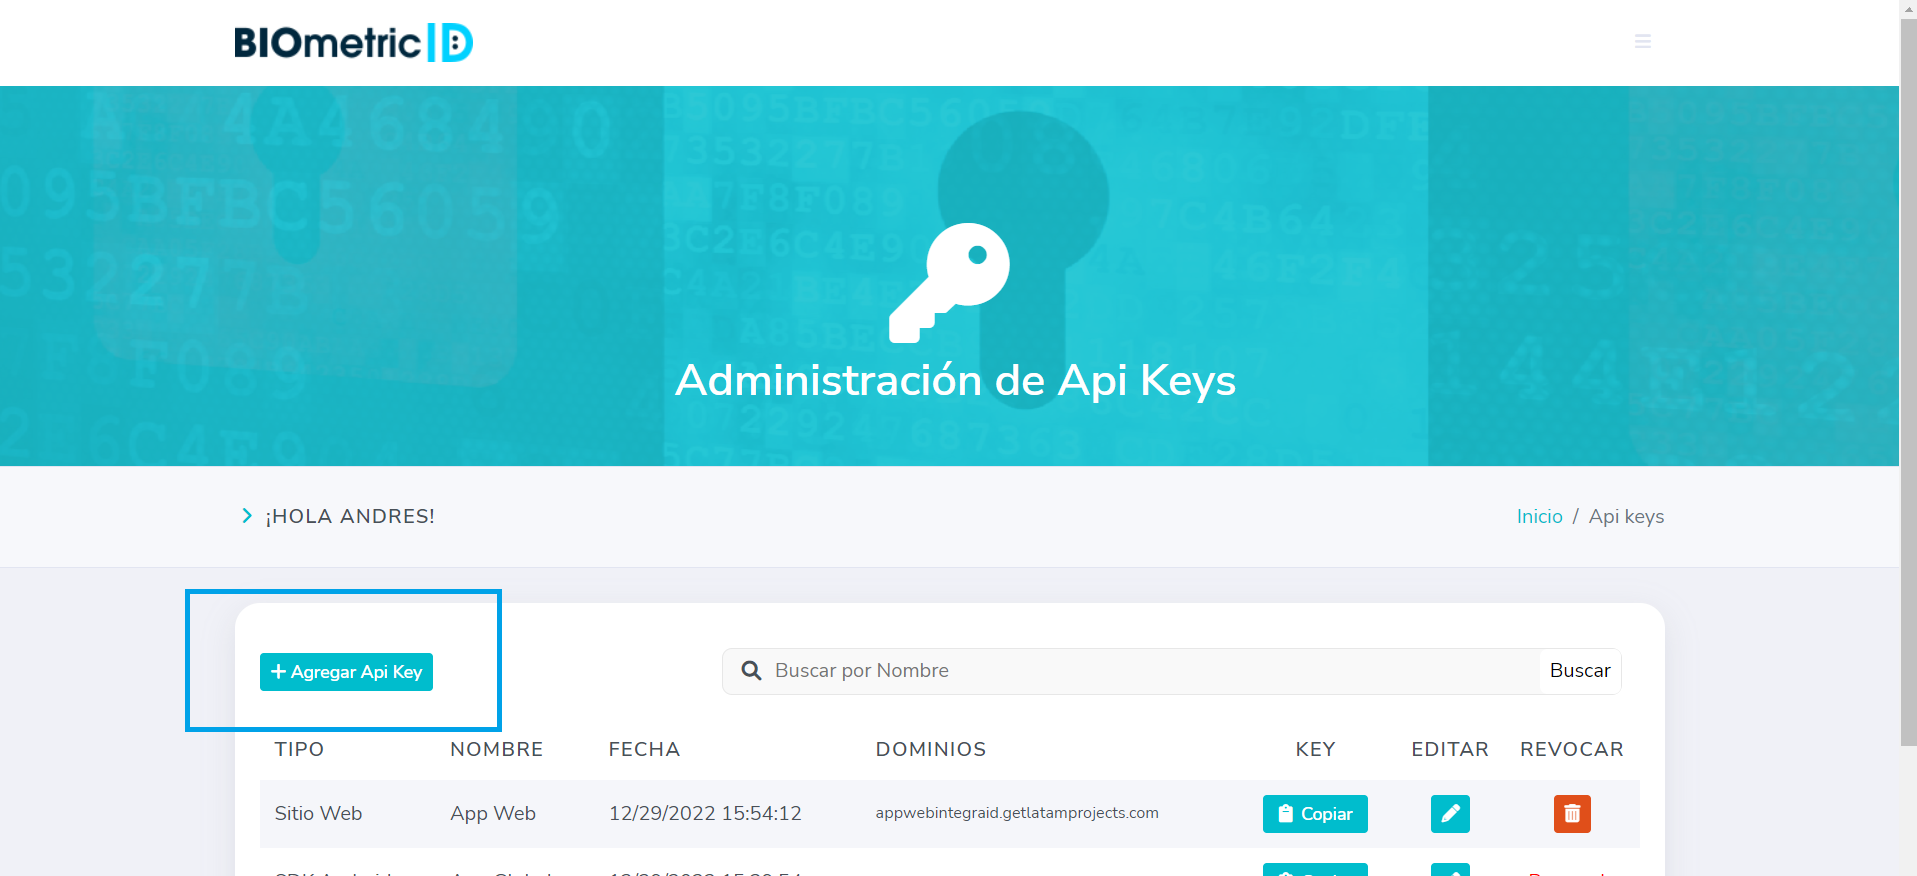 BIOmetric ID
Administración de Api Keys
¡HOLA ANDRES!
Inicio / Api keys
Agregar Api Key
Buscar por Nombre
Buscar
TIPO NOMBRE FECHA DOMINIOS KEY EDITAR REVOCAR
Sitio Web App Web 12/29/2022 15:54:12 appwebintegraid.getlatamprojects.com Copiar